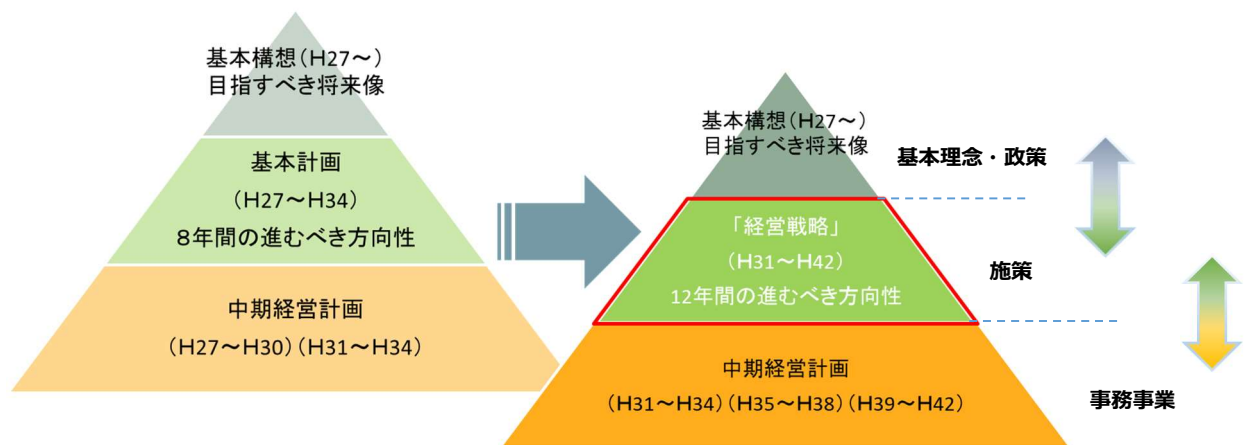 基本構想（H27～）
目指すべき将来像
基本計画
（H27～H34）
8年間の進むべき方向性
中期経営計画
（H27～H30）（H31～H34）
基本構想（H27～）
目指すべき将来像
基本理念・政策
「経営戦略」
（H31～H42）
12年間の進むべき方向性
施策
中期経営計画
（H31～H34）（H35～H38）（H39～H42）
事務事業